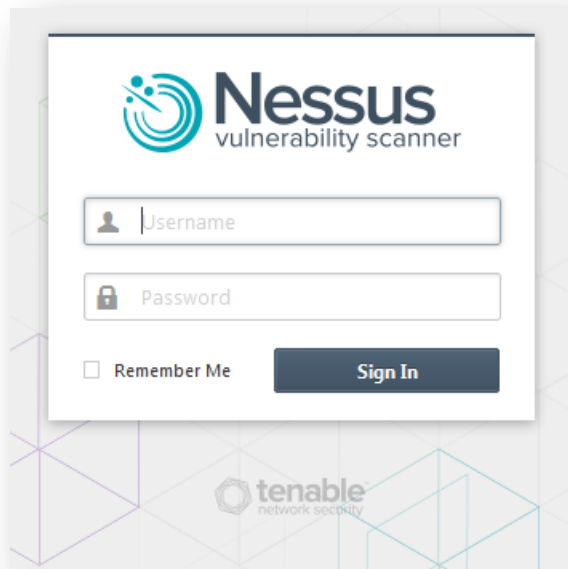 Nessus
vulnerability scanner
Username
Password
Remember Me
Sign In
tenable
network security